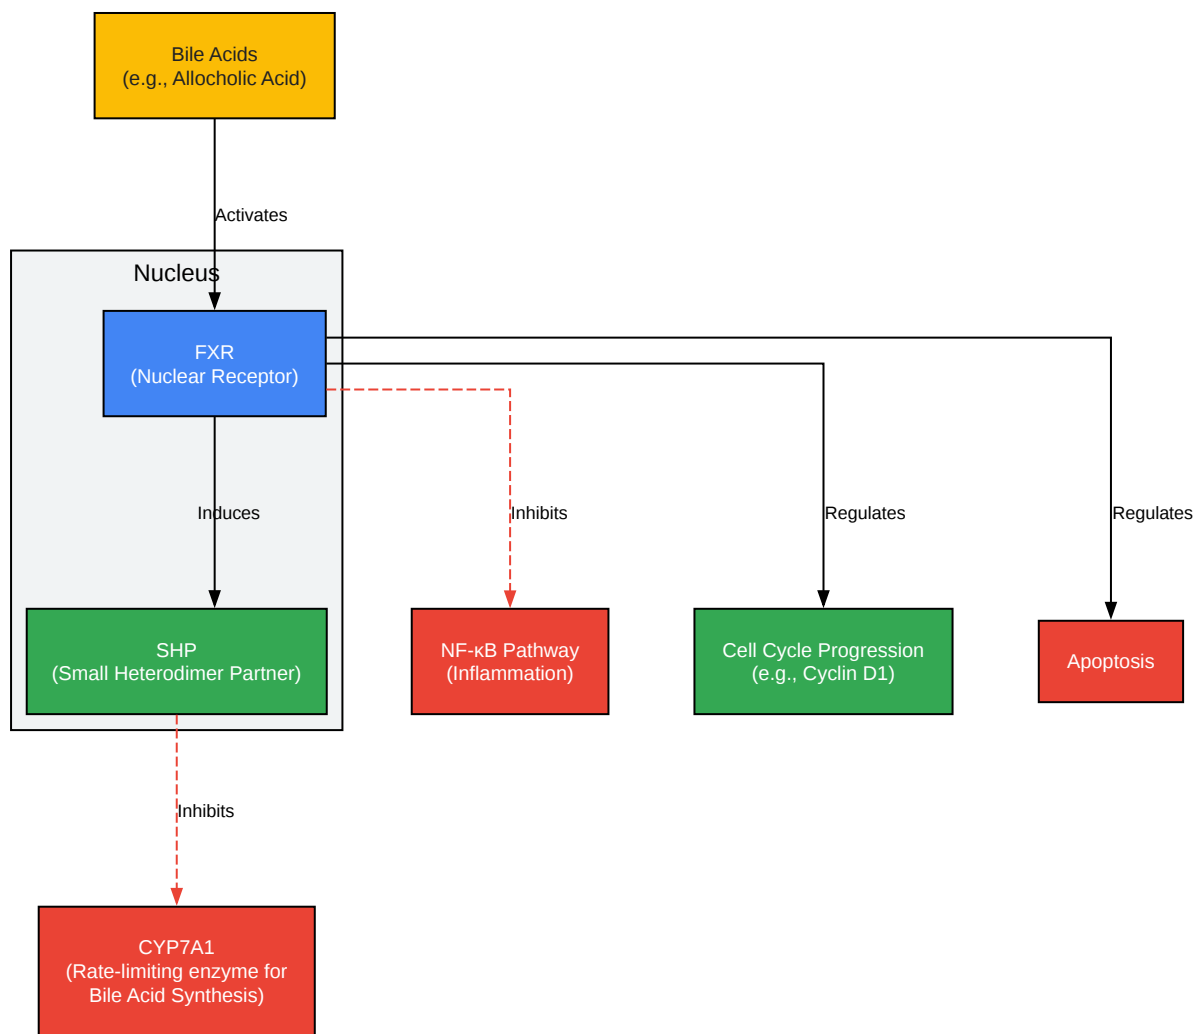 Bile Acids
(e.g., Allocholic Acid)
Activates
Nucleus
FXR
(Nuclear Receptor)
Induces
Inhibits
Regulates
Regulates
SHP
(Small Heterodimer Partner)
NF-κB Pathway
(Inflammation)
Cell Cycle Progression
(e.g., Cyclin D1)
Apoptosis
Inhibits
CYP7A1
(Rate-limiting enzyme for
Bile Acid Synthesis)